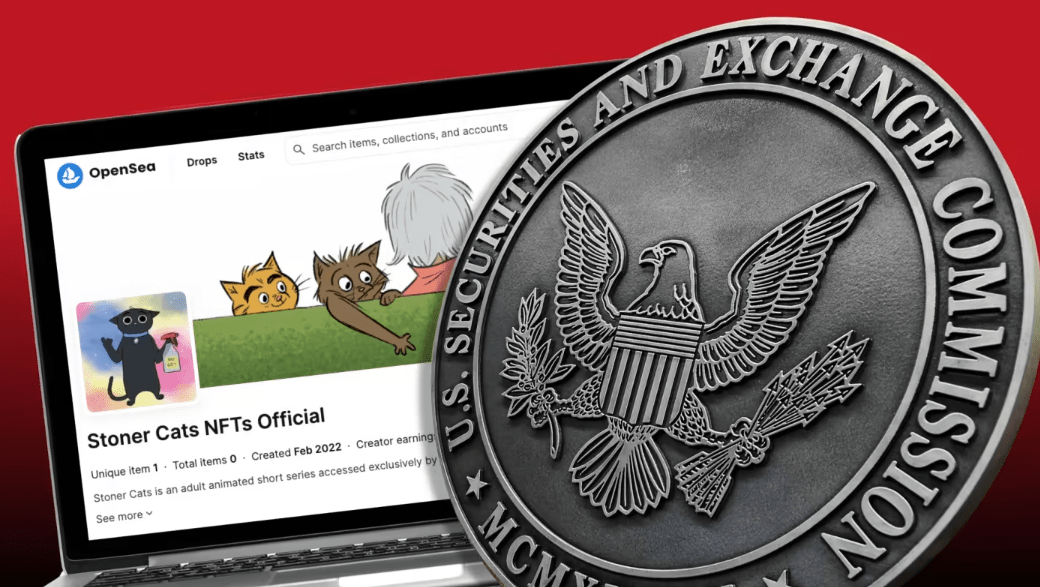 OpenSea
Drops
Stats
Search items, collections, and accounts
Stoner Cats NFTs Official
Unique item 1 · Total items 0 · Created Feb 2022 · Creator earning
Stoner Cats is an adult animated short series accessed exclusively by
See more
U.S. SECURITIES AND EXCHANGE COMMISSION